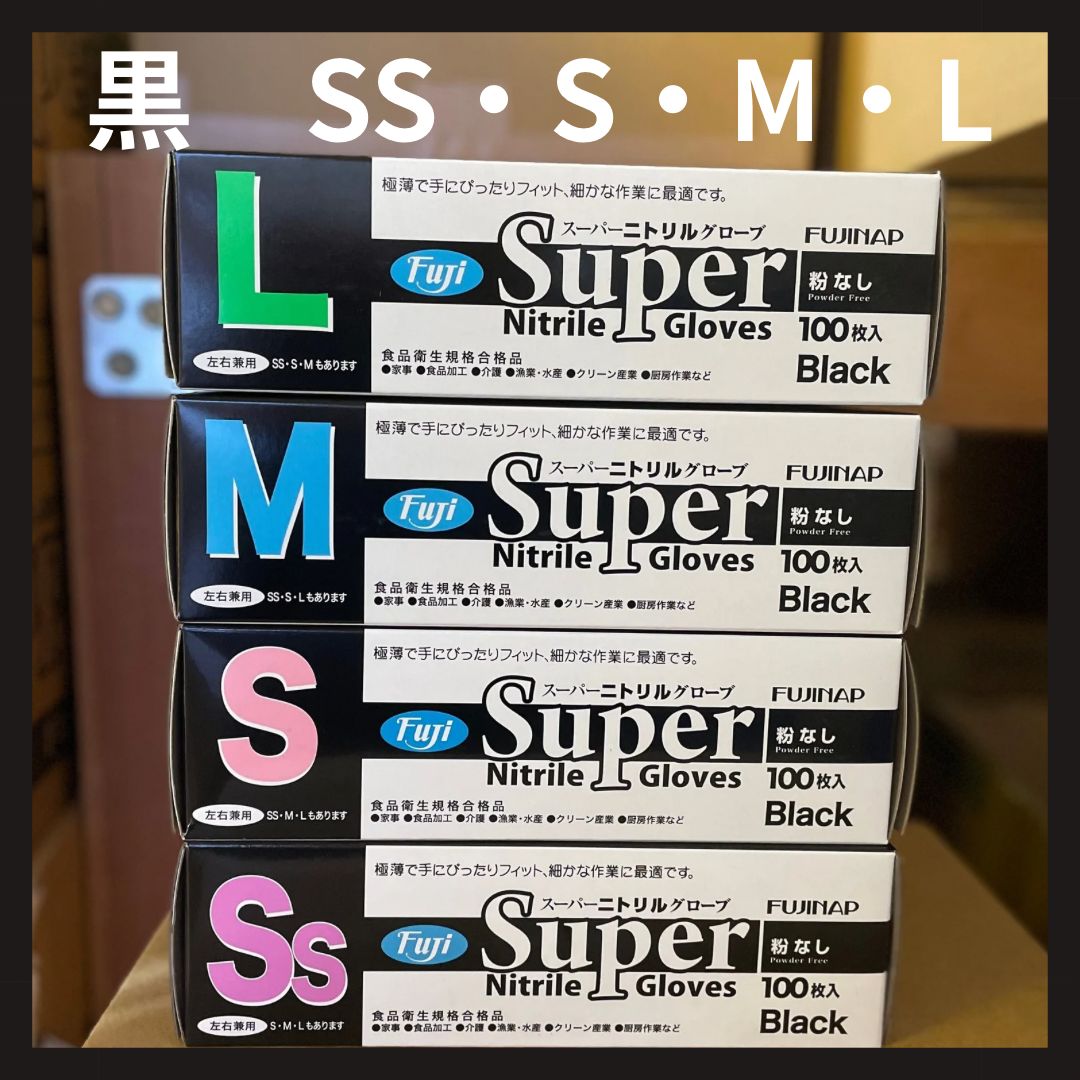 黒　SS・S・M・L
L
極薄で手にぴったりフィット、細かな作業に最適です。
スーパーニトリルグローブ
FUJINAP
Fuji
Super
粉なし
Powder Free
Nitrile Gloves
100枚入
左右兼用 SS・S・Mもあります
食品衛生規格合格品
●家事 ●食品加工 ●介護 ●漁業・水産 ●クリーン産業 ●厨房作業など
Black
M
極薄で手にぴったりフィット、細かな作業に最適です。
スーパーニトリルグローブ
FUJINAP
Fuji
Super
粉なし
Powder Free
Nitrile Gloves
100枚入
左右兼用 SS・S・Lもあります
食品衛生規格合格品
●家事 ●食品加工 ●介護 ●漁業・水産 ●クリーン産業 ●厨房作業など
Black
S
極薄で手にぴったりフィット、細かな作業に最適です。
スーパーニトリルグローブ
FUJINAP
Fuji
Super
粉なし
Powder Free
Nitrile Gloves
100枚入
左右兼用 SS・M・Lもあります
食品衛生規格合格品
●家事 ●食品加工 ●介護 ●漁業・水産 ●クリーン産業 ●厨房作業など
Black
Ss
極薄で手にぴったりフィット、細かな作業に最適です。
スーパーニトリルグローブ
FUJINAP
Fuji
Super
粉なし
Powder Free
Nitrile Gloves
100枚入
左右兼用 S・M・Lもあります
食品衛生規格合格品
●家事 ●食品加工 ●介護 ●漁業・水産 ●クリーン産業 ●厨房作業など
Black